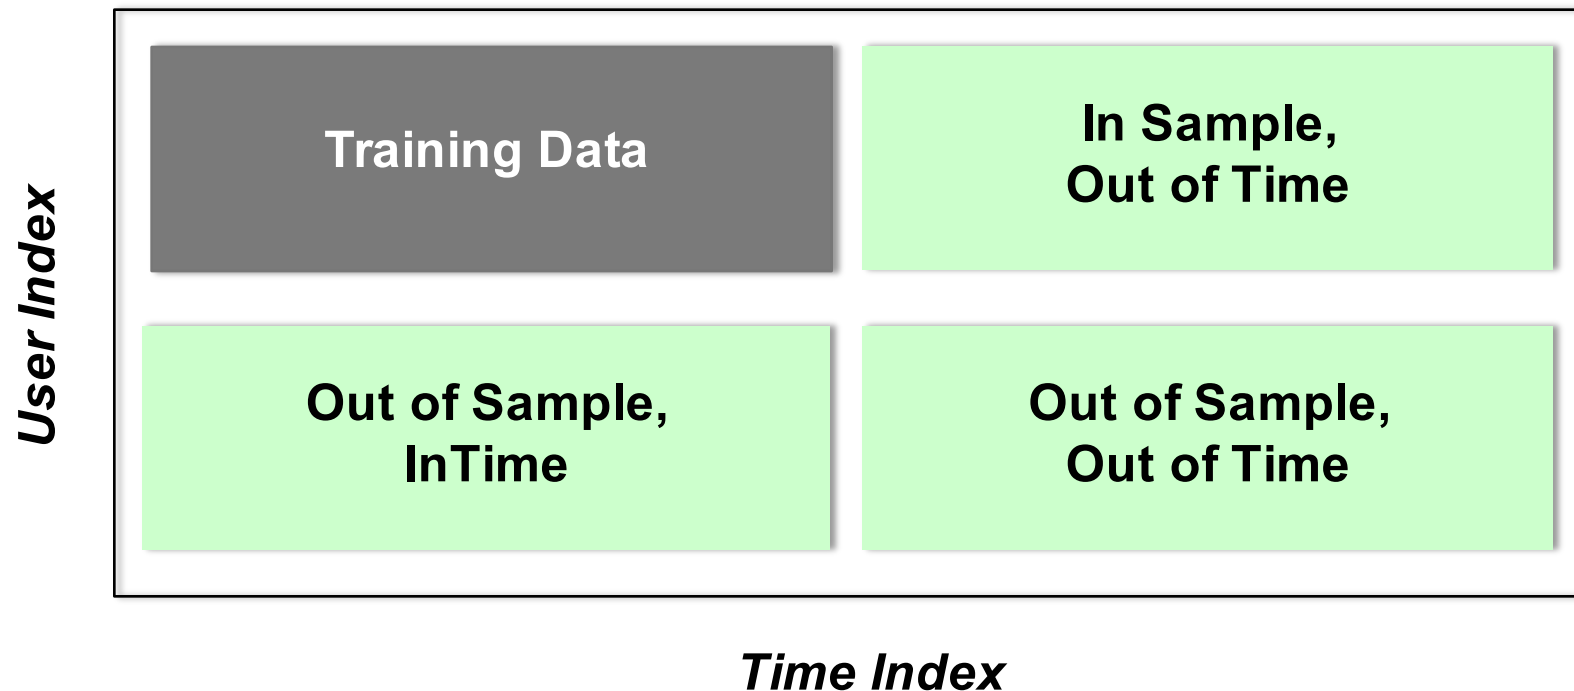 Training Data
In Sample,
Out of Time
User Index
Out of Sample,
InTime
Out of Sample,
Out of Time
Time Index